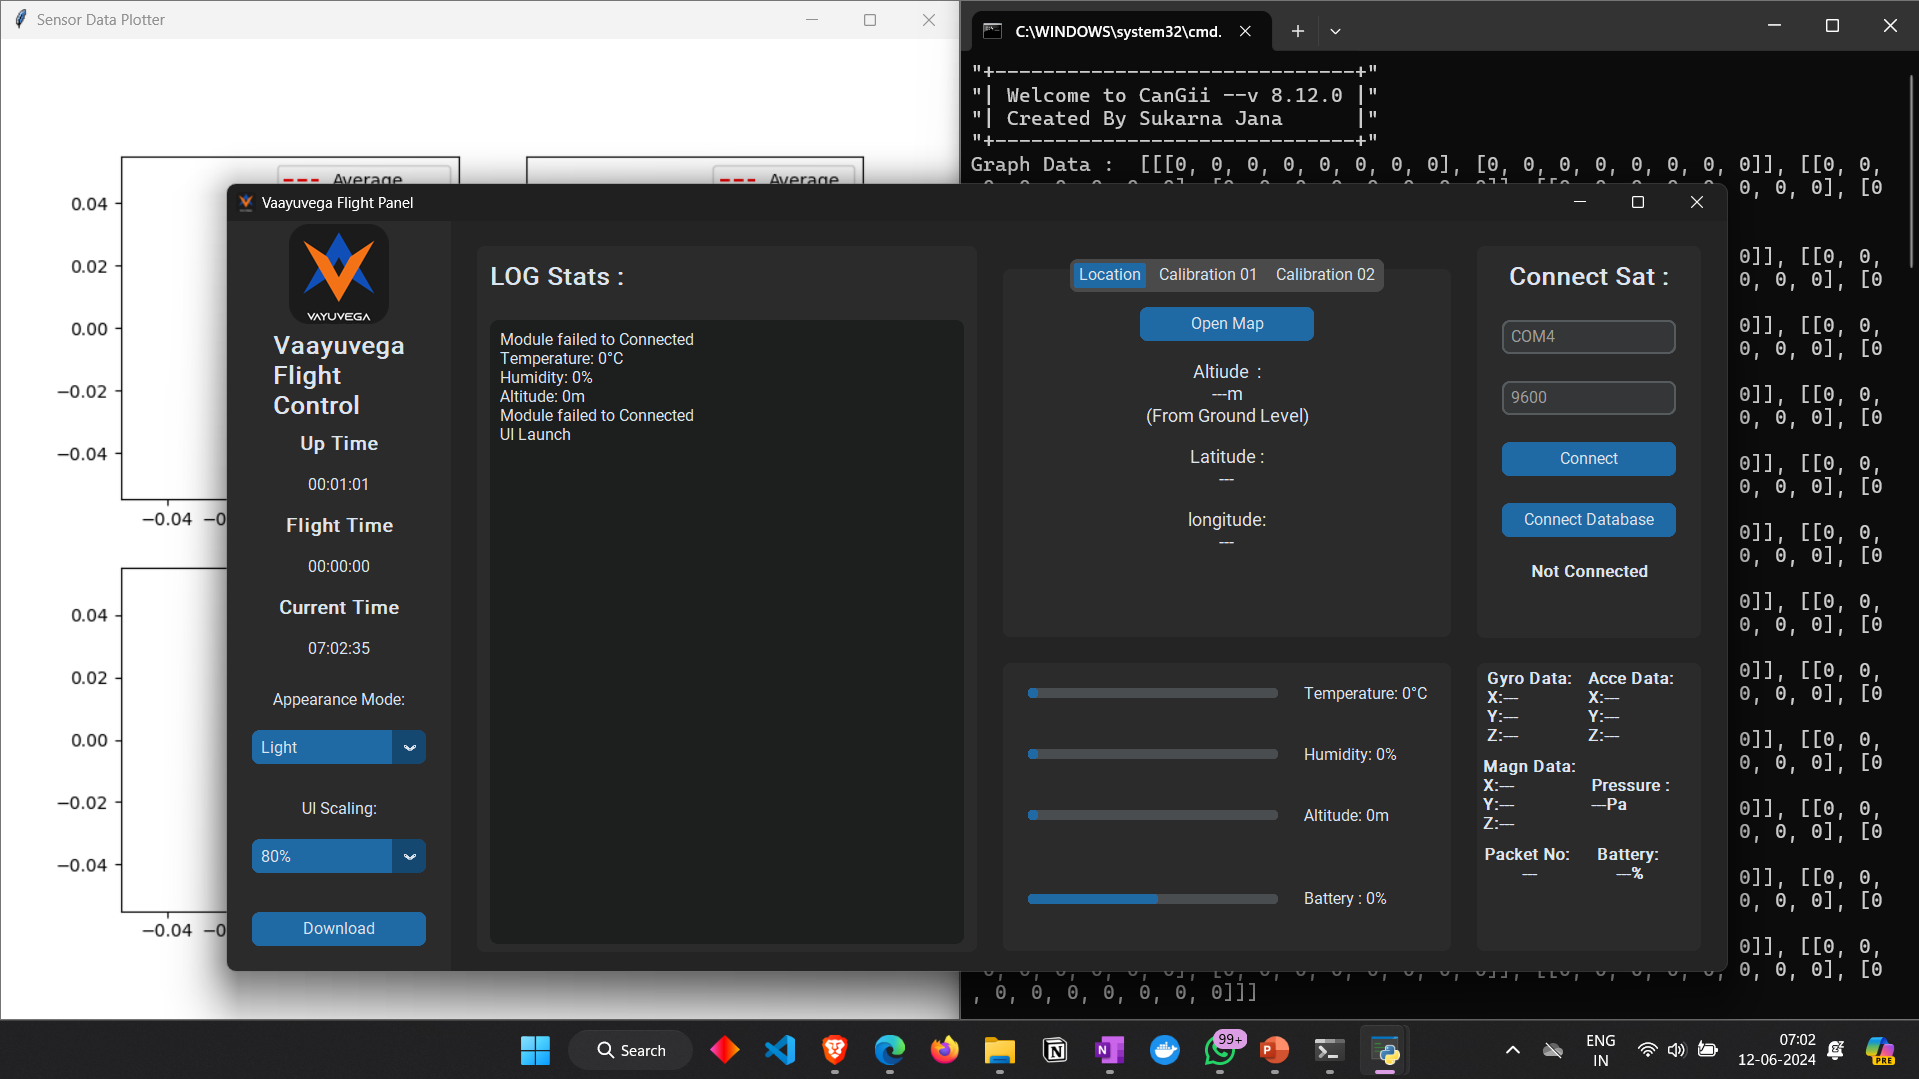 Sensor Data Plotter
Average
Average
0.04
0.02
0.00
−0.02
−0.04
−0.04
−0
0.04
0.02
0.00
−0.02
−0.04
−0.04
−0
C:\WINDOWS\system32\cmd.
"+------------------------------+"
"| Welcome to CanGii --v 8.12.0 |"
"| Created By Sukarna Jana      |"
"+------------------------------+"
Graph Data :  [[[0, 0, 0, 0, 0, 0, 0, 0], [0, 0, 0, 0, 0, 0, 0, 0]], [[0, 0,
0, 0, 0], [0
0]], [[0, 0,
0, 0, 0], [0
0]], [[0, 0,
0, 0, 0], [0
0]], [[0, 0,
0, 0, 0], [0
0]], [[0, 0,
0, 0, 0], [0
0]], [[0, 0,
0, 0, 0], [0
0]], [[0, 0,
0, 0, 0], [0
0]], [[0, 0,
0, 0, 0], [0
0]], [[0, 0,
0, 0, 0], [0
0]], [[0, 0,
0, 0, 0], [0
0]], [[0, 0,
0, 0, 0], [0
0]], [[0, 0,
0, 0, 0], [0
, 0, 0, 0, 0, 0, 0, 0]]]
Vaayuvega Flight Panel
VAYUVEGA
Vaayuvega
Flight
Control
Up Time
00:01:01
Flight Time
00:00:00
Current Time
07:02:35
Appearance Mode:
Light
UI Scaling:
80%
Download
LOG Stats :
Module failed to Connected
Temperature: 0°C
Humidity: 0%
Altitude: 0m
Module failed to Connected
UI Launch
Location Calibration 01 Calibration 02
Open Map
Altiude :
---m
(From Ground Level)
Latitude :
---
longitude:
---
Temperature: 0°C
Humidity: 0%
Altitude: 0m
Battery : 0%
Connect Sat :
COM4
9600
Connect
Connect Database
Not Connected
Gyro Data: Acce Data:
X:--- X:---
Y:--- Y:---
Z:--- Z:---
Magn Data:
X:--- Pressure :
Y:--- ---Pa
Z:---
Packet No: Battery:
--- ---%
Search
99+
ENG
IN
07:02
12-06-2024
PRE